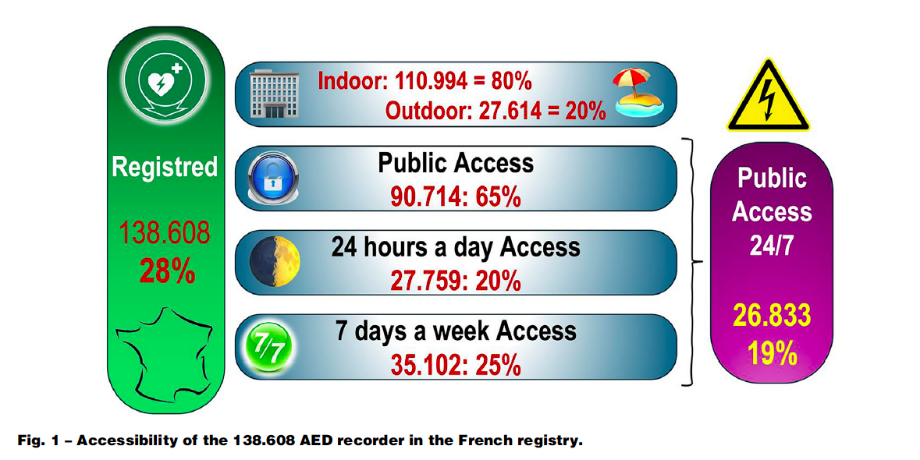 Registred
138.608
28%
Indoor: 110.994 = 80%
Outdoor: 27.614 = 20%
Public Access
90.714: 65%
24 hours a day Access
27.759: 20%
7/7
7 days a week Access
35.102: 25%
Public
Access
24/7
26.833
19%
Fig. 1 – Accessibility of the 138.608 AED recorder in the French registry.